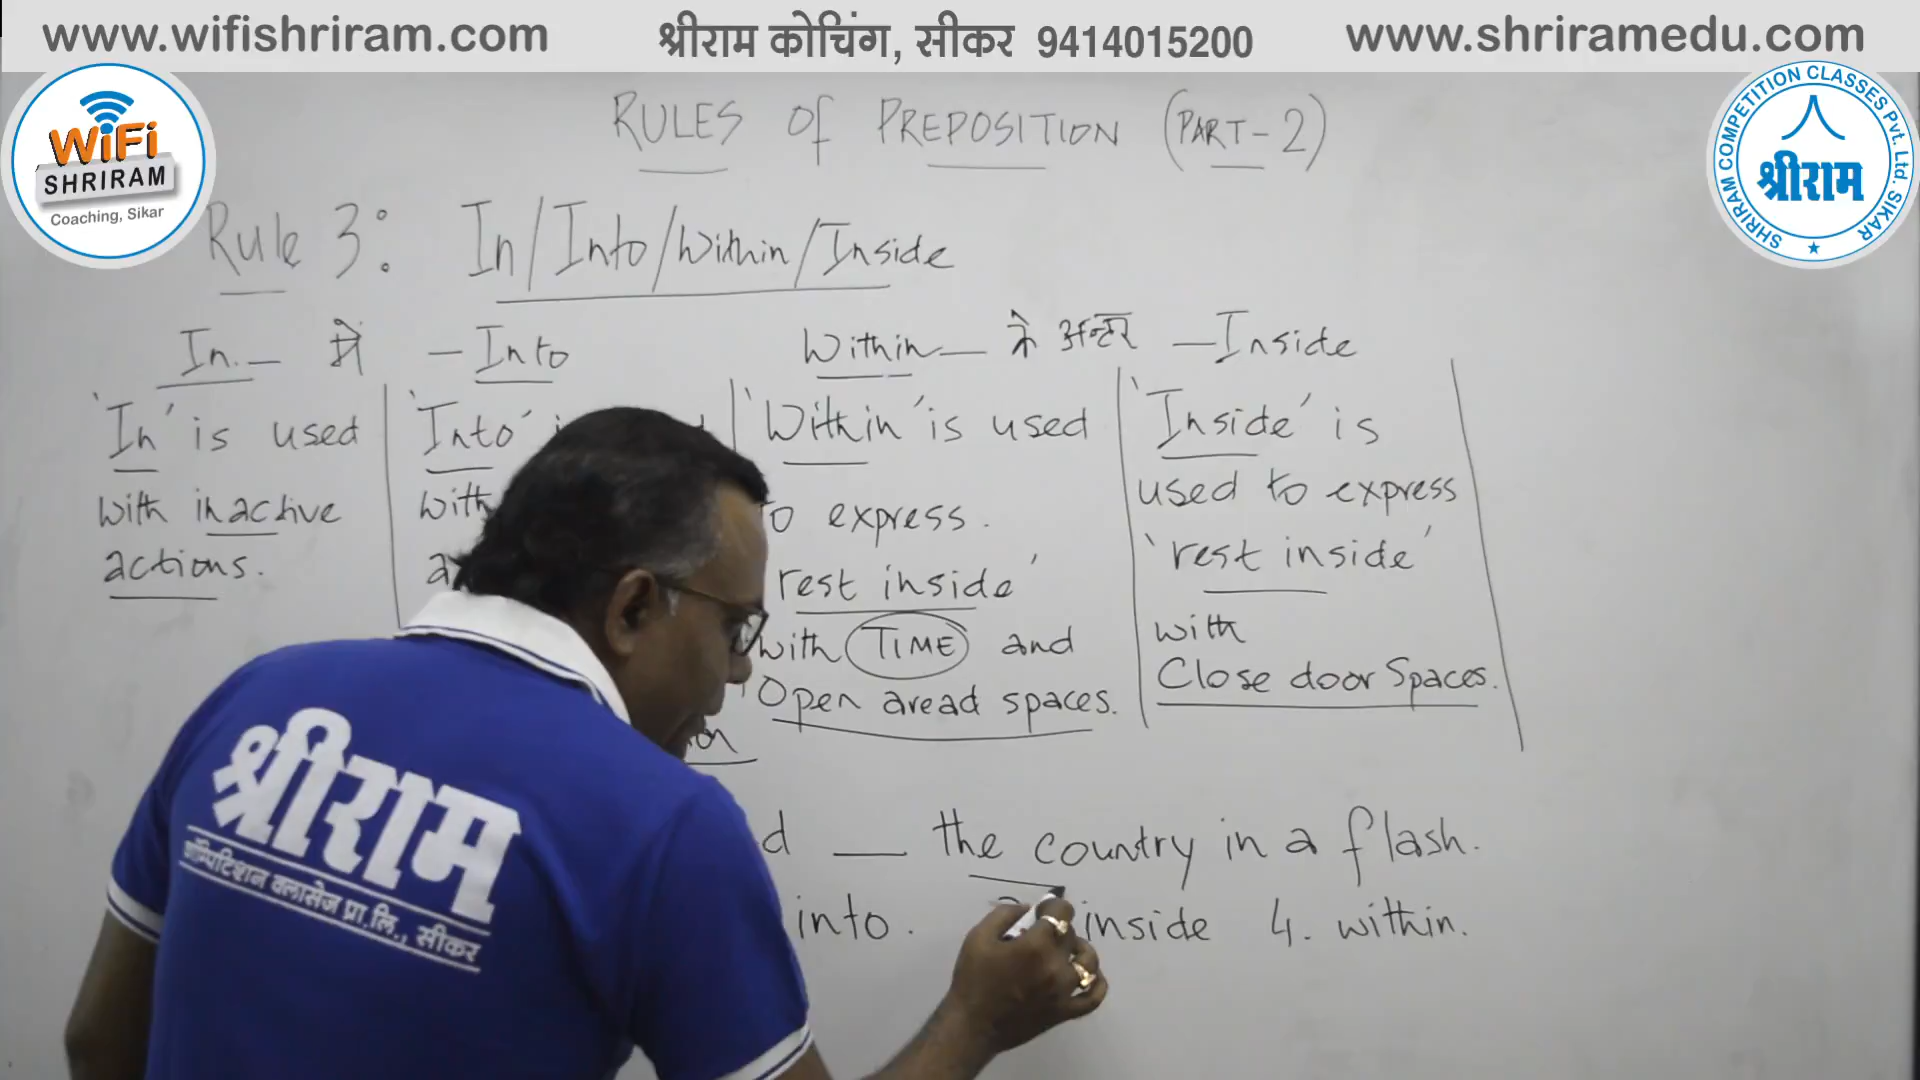 www.wifishriram.com
श्रीराम कोचिंग, सीकर 9414015200
www.shriramedu.com
WiFi
SHRIRAM
Coaching, Sikar
SHRIRAM COMPETITION CLASSES Pvt. Ltd. SIKAR
श्रीराम
RULES Of PREPOSITION (PART-2)
Rule 3: In/Into/Within/Inside
In. — में — Into
Within — के अन्दर — Inside
'In' is used
with inactive
actions.
'Into'
with
'Within' is used
to express.
rest inside'
with TIME and
Open aread spaces.
'Inside' is
used to express
'rest inside'
with
Close door Spaces.
the country in a flash.
into. inside 4. within.
श्रीराम
कॉम्पिटिशन क्लासेज प्रा.लि., सीकर